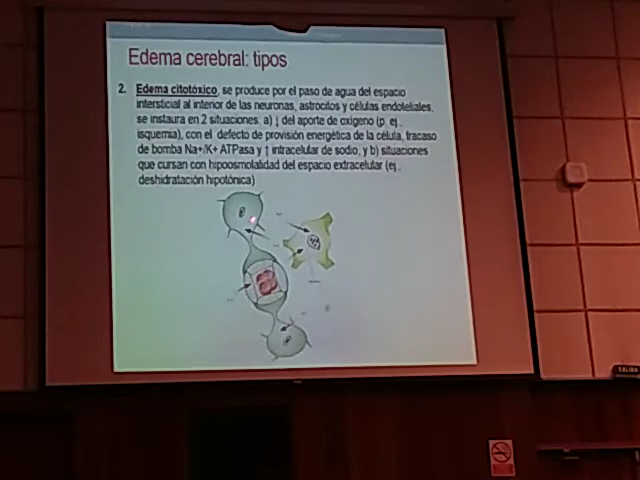 Edema cerebral: tipos
2. Edema citotóxico, se produce por el paso de agua del espacio
intersticial al interior de las neuronas, astrocitos y células endoteliales,
se instaura en 2 situaciones: a) ↓ del aporte de oxígeno (p. ej.,
isquemia), con el defecto de provisión energética de la célula, fracaso
de bomba Na+/K+ ATPasa y ↑ intracelular de sodio, y b) situaciones
que cursan con hipoosmolalidad del espacio extracelular (ej.,
deshidratación hipotónica)
SALIDA